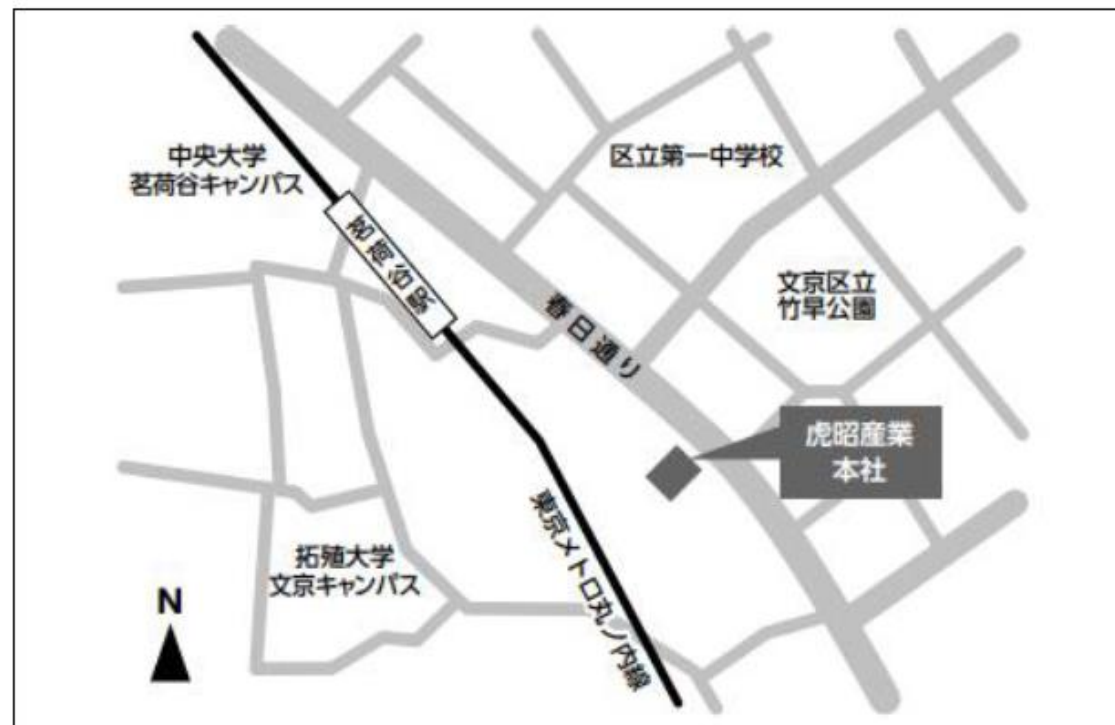 中央大学
茗荷谷キャンパス
区立第一中学校
茗荷谷駅
文京区立
竹早公園
春日通り
虎昭産業
本社
東京メトロ丸ノ内線
拓殖大学
文京キャンパス
N